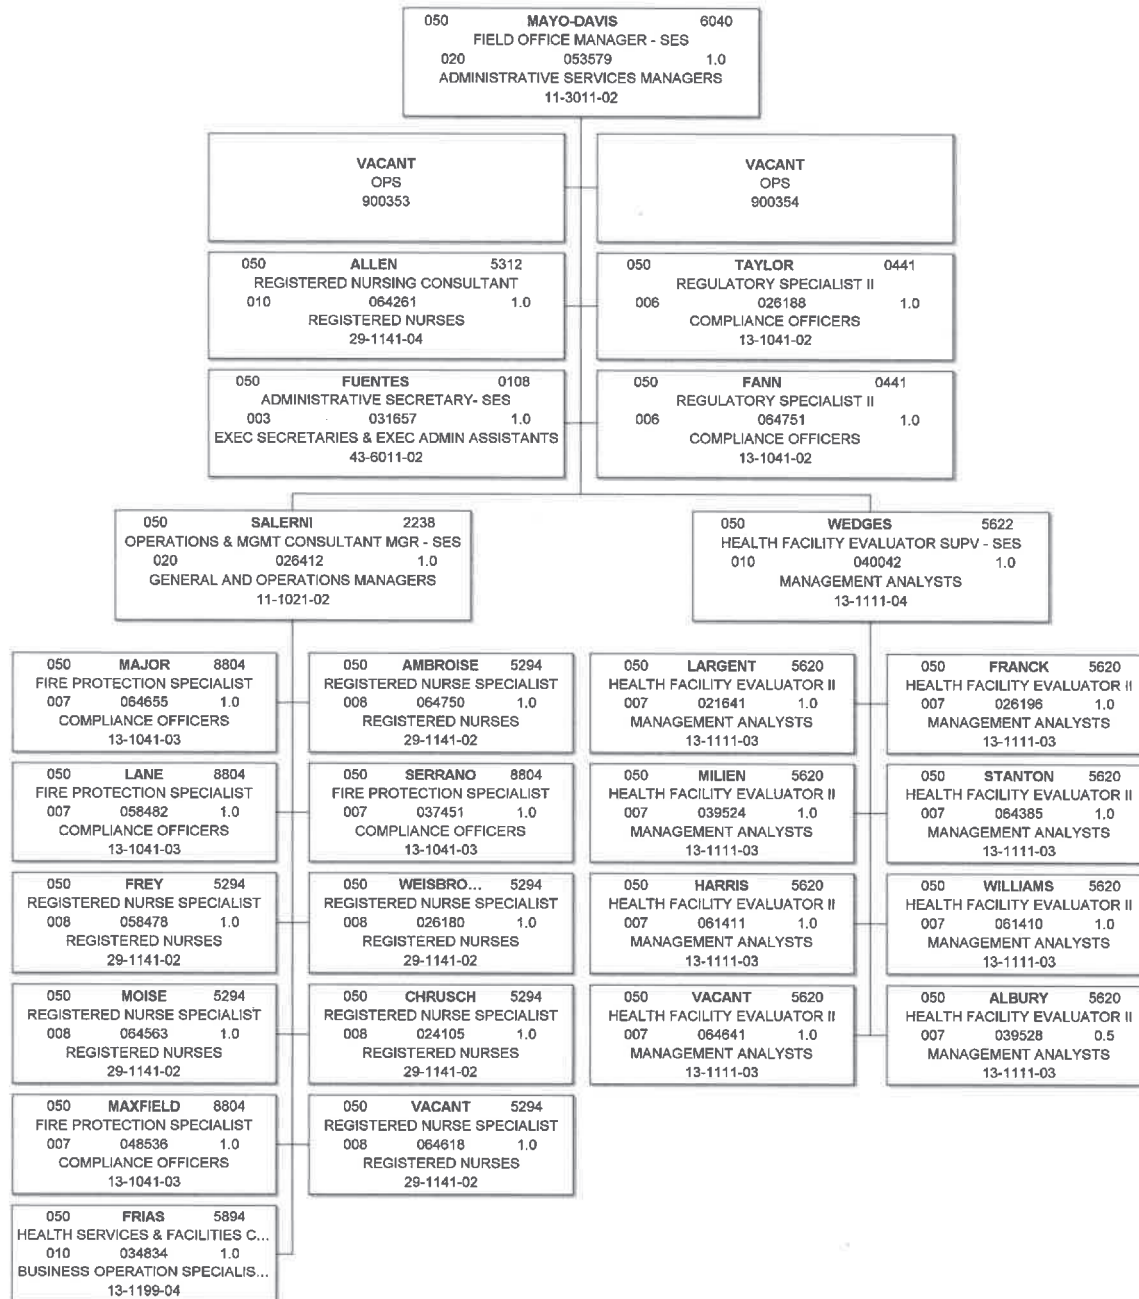 050 MAYO-DAVIS 6040
FIELD OFFICE MANAGER - SES
020 053579 1.0
ADMINISTRATIVE SERVICES MANAGERS
11-3011-02
VACANT
OPS
900353
VACANT
OPS
900354
050 ALLEN 5312
REGISTERED NURSING CONSULTANT
010 064261 1.0
REGISTERED NURSES
29-1141-04
050 TAYLOR 0441
REGULATORY SPECIALIST II
006 026188 1.0
COMPLIANCE OFFICERS
13-1041-02
050 FUENTES 0108
ADMINISTRATIVE SECRETARY- SES
003 031657 1.0
EXEC SECRETARIES & EXEC ADMIN ASSISTANTS
43-6011-02
050 FANN 0441
REGULATORY SPECIALIST II
006 064751 1.0
COMPLIANCE OFFICERS
13-1041-02
050 SALERNI 2238
OPERATIONS & MGMT CONSULTANT MGR - SES
020 026412 1.0
GENERAL AND OPERATIONS MANAGERS
11-1021-02
050 WEDGES 5622
HEALTH FACILITY EVALUATOR SUPV - SES
010 040042 1.0
MANAGEMENT ANALYSTS
13-1111-04
050 MAJOR 8804
FIRE PROTECTION SPECIALIST
007 064655 1.0
COMPLIANCE OFFICERS
13-1041-03
050 AMBROISE 5294
REGISTERED NURSE SPECIALIST
008 064750 1.0
REGISTERED NURSES
29-1141-02
050 LARGENT 5620
HEALTH FACILITY EVALUATOR II
007 021641 1.0
MANAGEMENT ANALYSTS
13-1111-03
050 FRANCK 5620
HEALTH FACILITY EVALUATOR II
007 026196 1.0
MANAGEMENT ANALYSTS
13-1111-03
050 LANE 8804
FIRE PROTECTION SPECIALIST
007 058482 1.0
COMPLIANCE OFFICERS
13-1041-03
050 SERRANO 8804
FIRE PROTECTION SPECIALIST
007 037451 1.0
COMPLIANCE OFFICERS
13-1041-03
050 MILIEN 5620
HEALTH FACILITY EVALUATOR II
007 039524 1.0
MANAGEMENT ANALYSTS
13-1111-03
050 STANTON 5620
HEALTH FACILITY EVALUATOR II
007 064385 1.0
MANAGEMENT ANALYSTS
13-1111-03
050 FREY 5294
REGISTERED NURSE SPECIALIST
008 058478 1.0
REGISTERED NURSES
29-1141-02
050 WEISBRO... 5294
REGISTERED NURSE SPECIALIST
008 026180 1.0
REGISTERED NURSES
29-1141-02
050 HARRIS 5620
HEALTH FACILITY EVALUATOR II
007 061411 1.0
MANAGEMENT ANALYSTS
13-1111-03
050 WILLIAMS 5620
HEALTH FACILITY EVALUATOR II
007 061410 1.0
MANAGEMENT ANALYSTS
13-1111-03
050 MOISE 5294
REGISTERED NURSE SPECIALIST
008 064563 1.0
REGISTERED NURSES
29-1141-02
050 CHRUSCH 5294
REGISTERED NURSE SPECIALIST
008 024105 1.0
REGISTERED NURSES
29-1141-02
050 VACANT 5620
HEALTH FACILITY EVALUATOR II
007 064641 1.0
MANAGEMENT ANALYSTS
13-1111-03
050 ALBURY 5620
HEALTH FACILITY EVALUATOR II
007 039528 0.5
MANAGEMENT ANALYSTS
13-1111-03
050 MAXFIELD 8804
FIRE PROTECTION SPECIALIST
007 048536 1.0
COMPLIANCE OFFICERS
13-1041-03
050 VACANT 5294
REGISTERED NURSE SPECIALIST
008 064618 1.0
REGISTERED NURSES
29-1141-02
050 FRIAS 5894
HEALTH SERVICES & FACILITIES C...
010 034834 1.0
BUSINESS OPERATION SPECIALIS...
13-1199-04